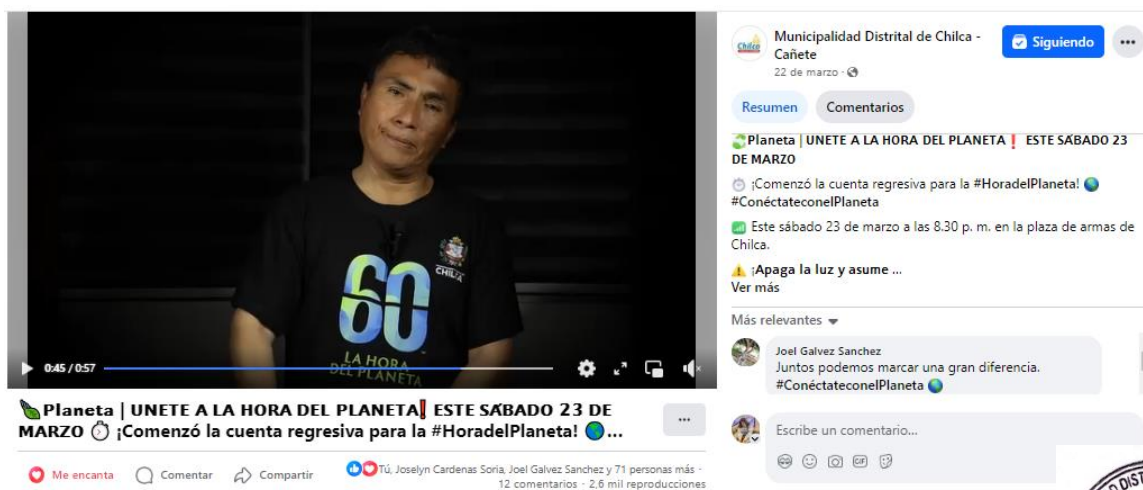 CHILCA
60
LA HORA
DEL PLANETA
0:45 / 0:57
Planeta | UNETE A LA HORA DEL PLANETA❗ ESTE SÁBADO 23 DE
MARZO ⏱ ¡Comenzó la cuenta regresiva para la #HoradelPlaneta! 🌎...
Me encanta
Comentar
Compartir
Tú, Joselyn Cardenas Soria, Joel Galvez Sanchez y 71 personas más ·
12 comentarios · 2,6 mil reproducciones
Chilca
Municipalidad Distrital de Chilca -
Cañete
22 de marzo ·
Siguiendo
Resumen
Comentarios
Planeta | UNETE A LA HORA DEL PLANETA❗ ESTE SÁBADO 23
DE MARZO
⏱ ¡Comenzó la cuenta regresiva para la #HoradelPlaneta! 🌎
#ConéctateconelPlaneta
Este sábado 23 de marzo a las 8.30 p. m. en la plaza de armas de
Chilca.
⚠ ¡Apaga la luz y asume ...
Ver más
Más relevantes
Joel Galvez Sanchez
Juntos podemos marcar una gran diferencia.
#ConéctateconelPlaneta 🌎
Escribe un comentario...
GIF
DIST